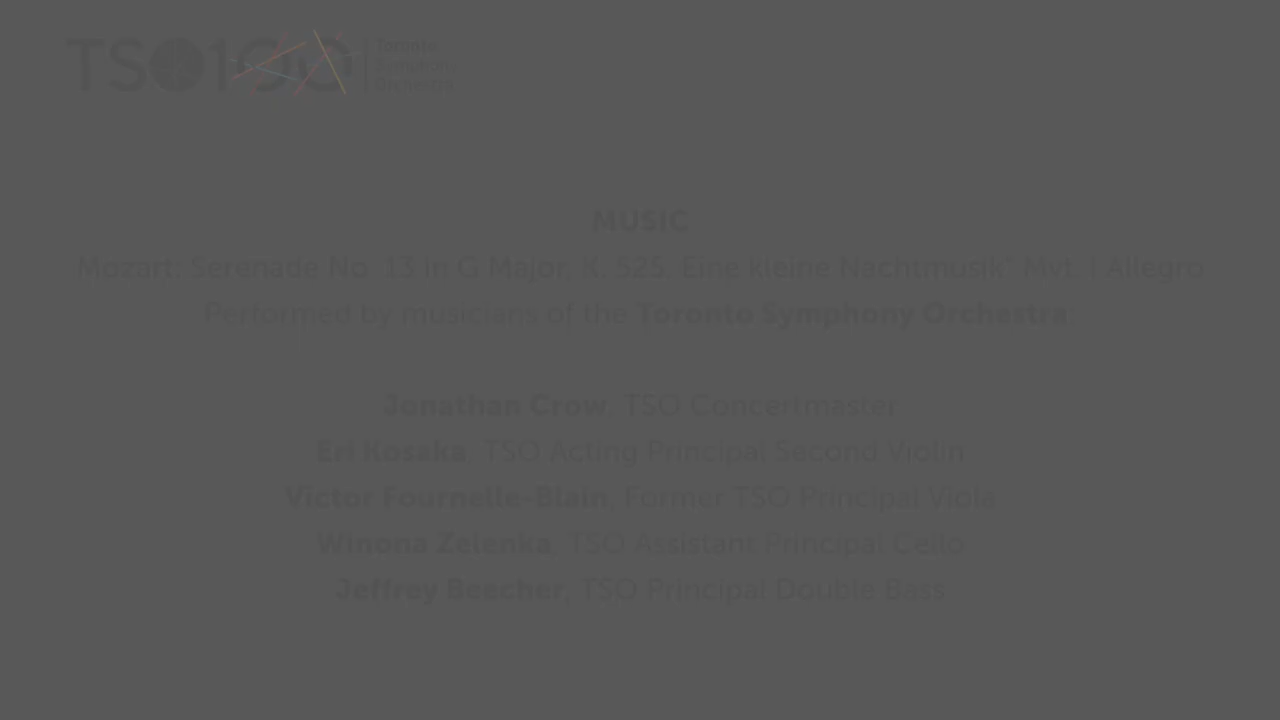 TSO100
Toronto
Symphony
Orchestra
MUSIC
Mozart: Serenade No. 13 in G Major, K. 525, Eine kleine Nachtmusik" Mvt. I Allegro
Performed by musicians of the Toronto Symphony Orchestra:
Jonathan Crow, TSO Concertmaster
Eri Kosaka, TSO Acting Principal Second Violin
Victor Fournelle-Blain, Former TSO Principal Viola
Winona Zelenka, TSO Assistant Principal Cello
Jeffrey Beecher, TSO Principal Double Bass